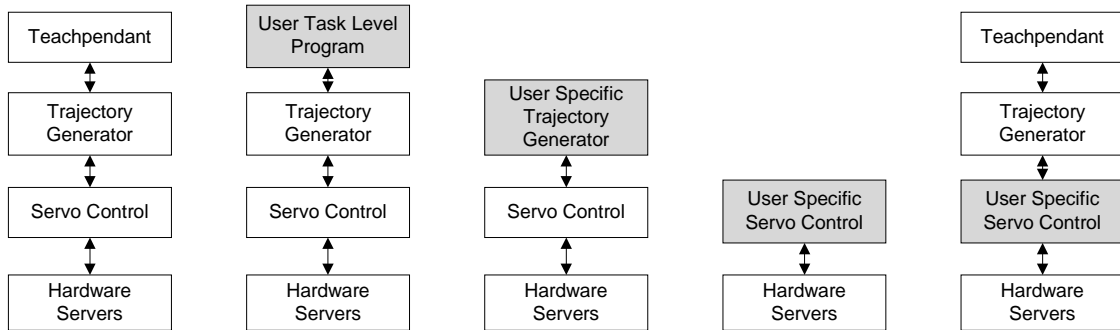 Teachpendant
Trajectory
Generator
Servo Control
Hardware
Servers
User Task Level
Program
Trajectory
Generator
Servo Control
Hardware
Servers
User Specific
Trajectory
Generator
Servo Control
Hardware
Servers
User Specific
Servo Control
Hardware
Servers
Teachpendant
Trajectory
Generator
User Specific
Servo Control
Hardware
Servers